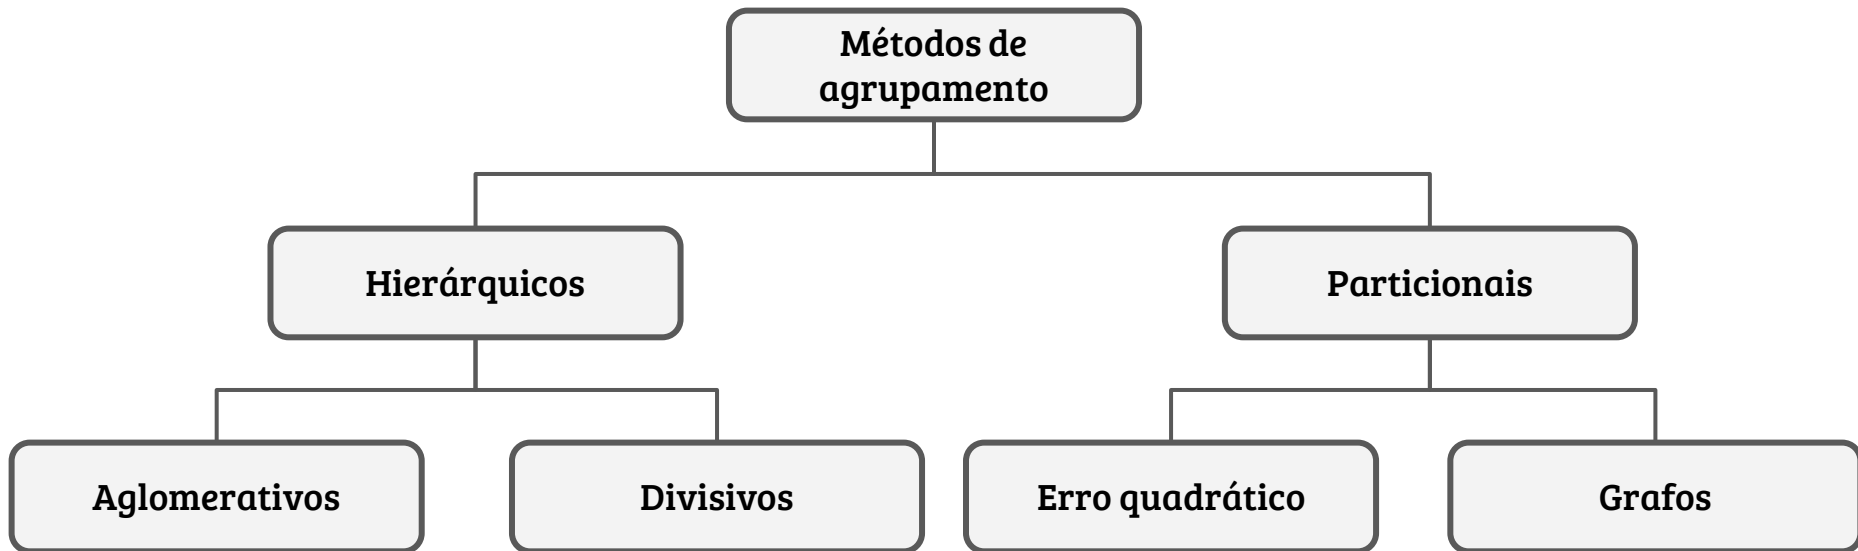 Métodos de
agrupamento
Hierárquicos
Particionais
Aglomerativos
Divisivos
Erro quadrático
Grafos